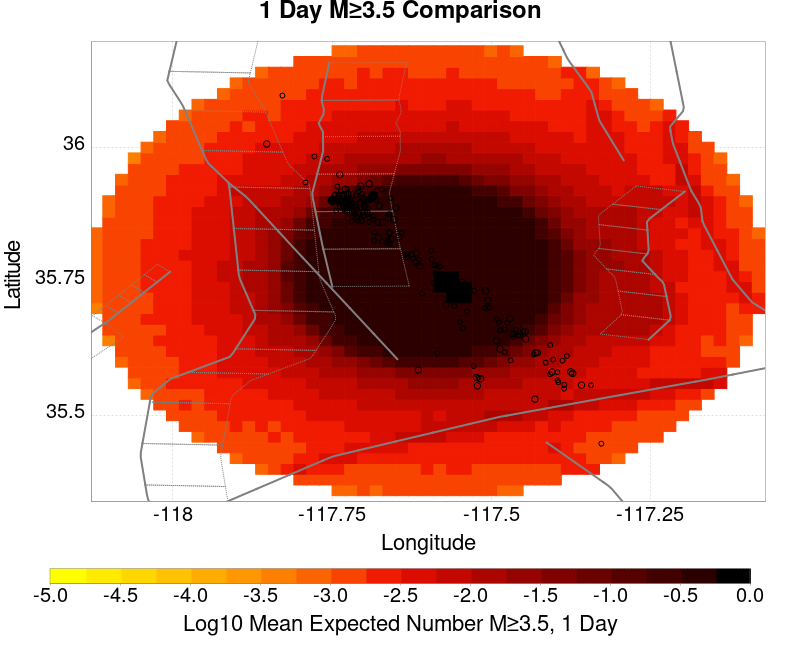 1 Day M≥3.5 Comparison
36
35.75
35.5
Latitude
-118 -117.75 -117.5 -117.25
Longitude
-5.0 -4.5 -4.0 -3.5 -3.0 -2.5 -2.0 -1.5 -1.0 -0.5 0.0
Log10 Mean Expected Number M≥3.5, 1 Day